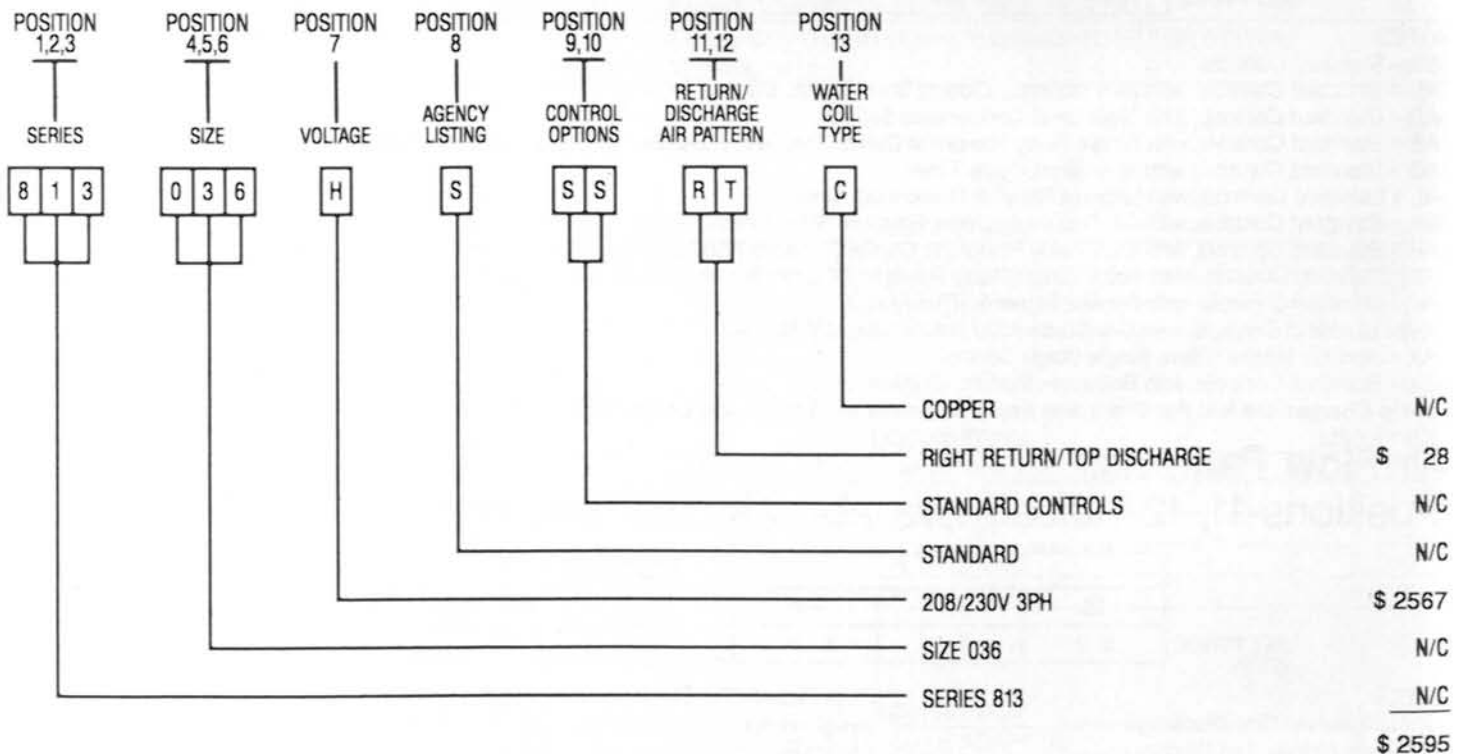 POSITION POSITION POSITION POSITION POSITION POSITION POSITION
1,2,3 4,5,6 7 8 9,10 11,12 13
SERIES SIZE VOLTAGE AGENCY LISTING CONTROL OPTIONS RETURN/ DISCHARGE AIR PATTERN WATER COIL TYPE
8 1 3 0 3 6 H S S S R T C
COPPER N/C
RIGHT RETURN/TOP DISCHARGE $ 28
STANDARD CONTROLS N/C
STANDARD N/C
208/230V 3PH $ 2567
SIZE 036 N/C
SERIES 813 N/C
$ 2595